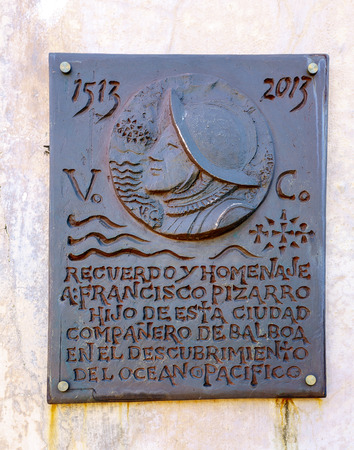 1513 2013
V. C.
RECUERDO Y HOMENAJE
A FRANCISCO PIZARRO
HIJO DE ESTA CIUDAD
COMPAÑERO DE BALBOA
EN EL DESCUBRIMIENTO
DEL OCEANO PACIFICO